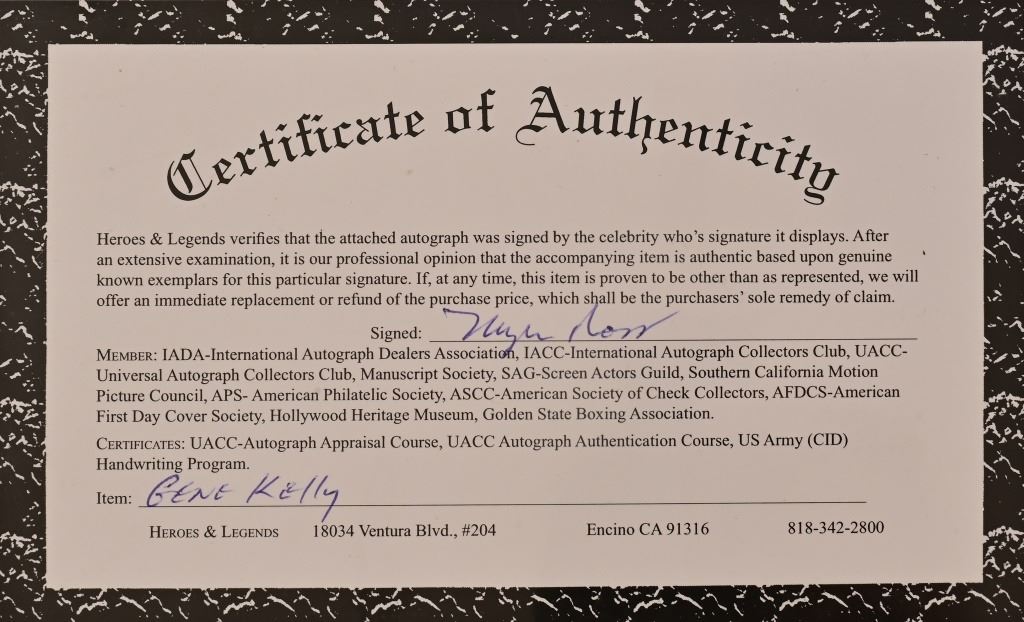 Certificate of Authenticity
Heroes & Legends verifies that the attached autograph was signed by the celebrity who's signature it displays. After
an extensive examination, it is our professional opinion that the accompanying item is authentic based upon genuine
known exemplars for this particular signature. If, at any time, this item is proven to be other than as represented, we will
offer an immediate replacement or refund of the purchase price, which shall be the purchasers' sole remedy of claim.
Signed: Ross
MEMBER: IADA-International Autograph Dealers Association, IACC-International Autograph Collectors Club, UACC-
Universal Autograph Collectors Club, Manuscript Society, SAG-Screen Actors Guild, Southern California Motion
Picture Council, APS- American Philatelic Society, ASCC-American Society of Check Collectors, AFDCS-American
First Day Cover Society, Hollywood Heritage Museum, Golden State Boxing Association.
CERTIFICATES: UACC-Autograph Appraisal Course, UACC Autograph Authentication Course, US Army (CID)
Handwriting Program.
Item: GENE KElly
HEROES & LEGENDS 18034 Ventura Blvd., #204 Encino CA 91316 818-342-2800